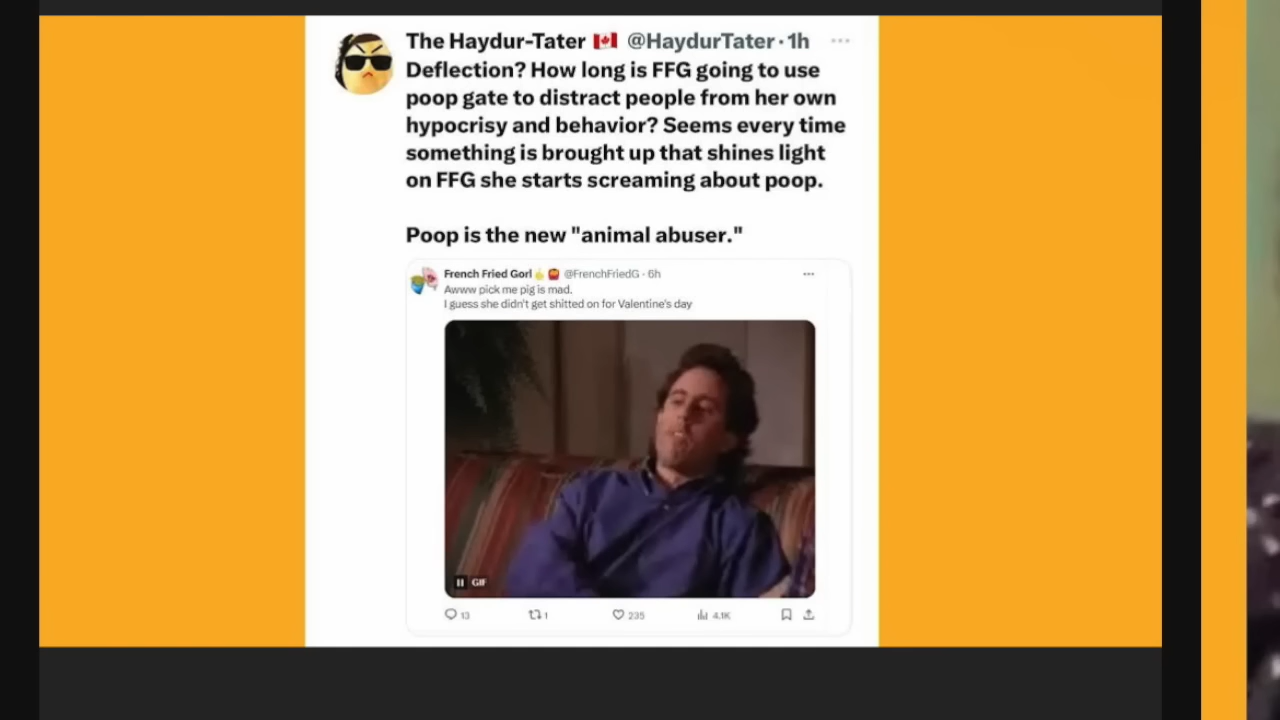 The Haydur-Tater 🇨🇦 @HaydurTater · 1h
Deflection? How long is FFG going to use
poop gate to distract people from her own
hypocrisy and behavior? Seems every time
something is brought up that shines light
on FFG she starts screaming about poop.
Poop is the new "animal abuser."
French Fried Gorl 🍐 🍟 @FrenchFriedG · 6h
Awww pick me pig is mad.
I guess she didn't get shitted on for Valentine's day
GIF
13 1 235 4.1K